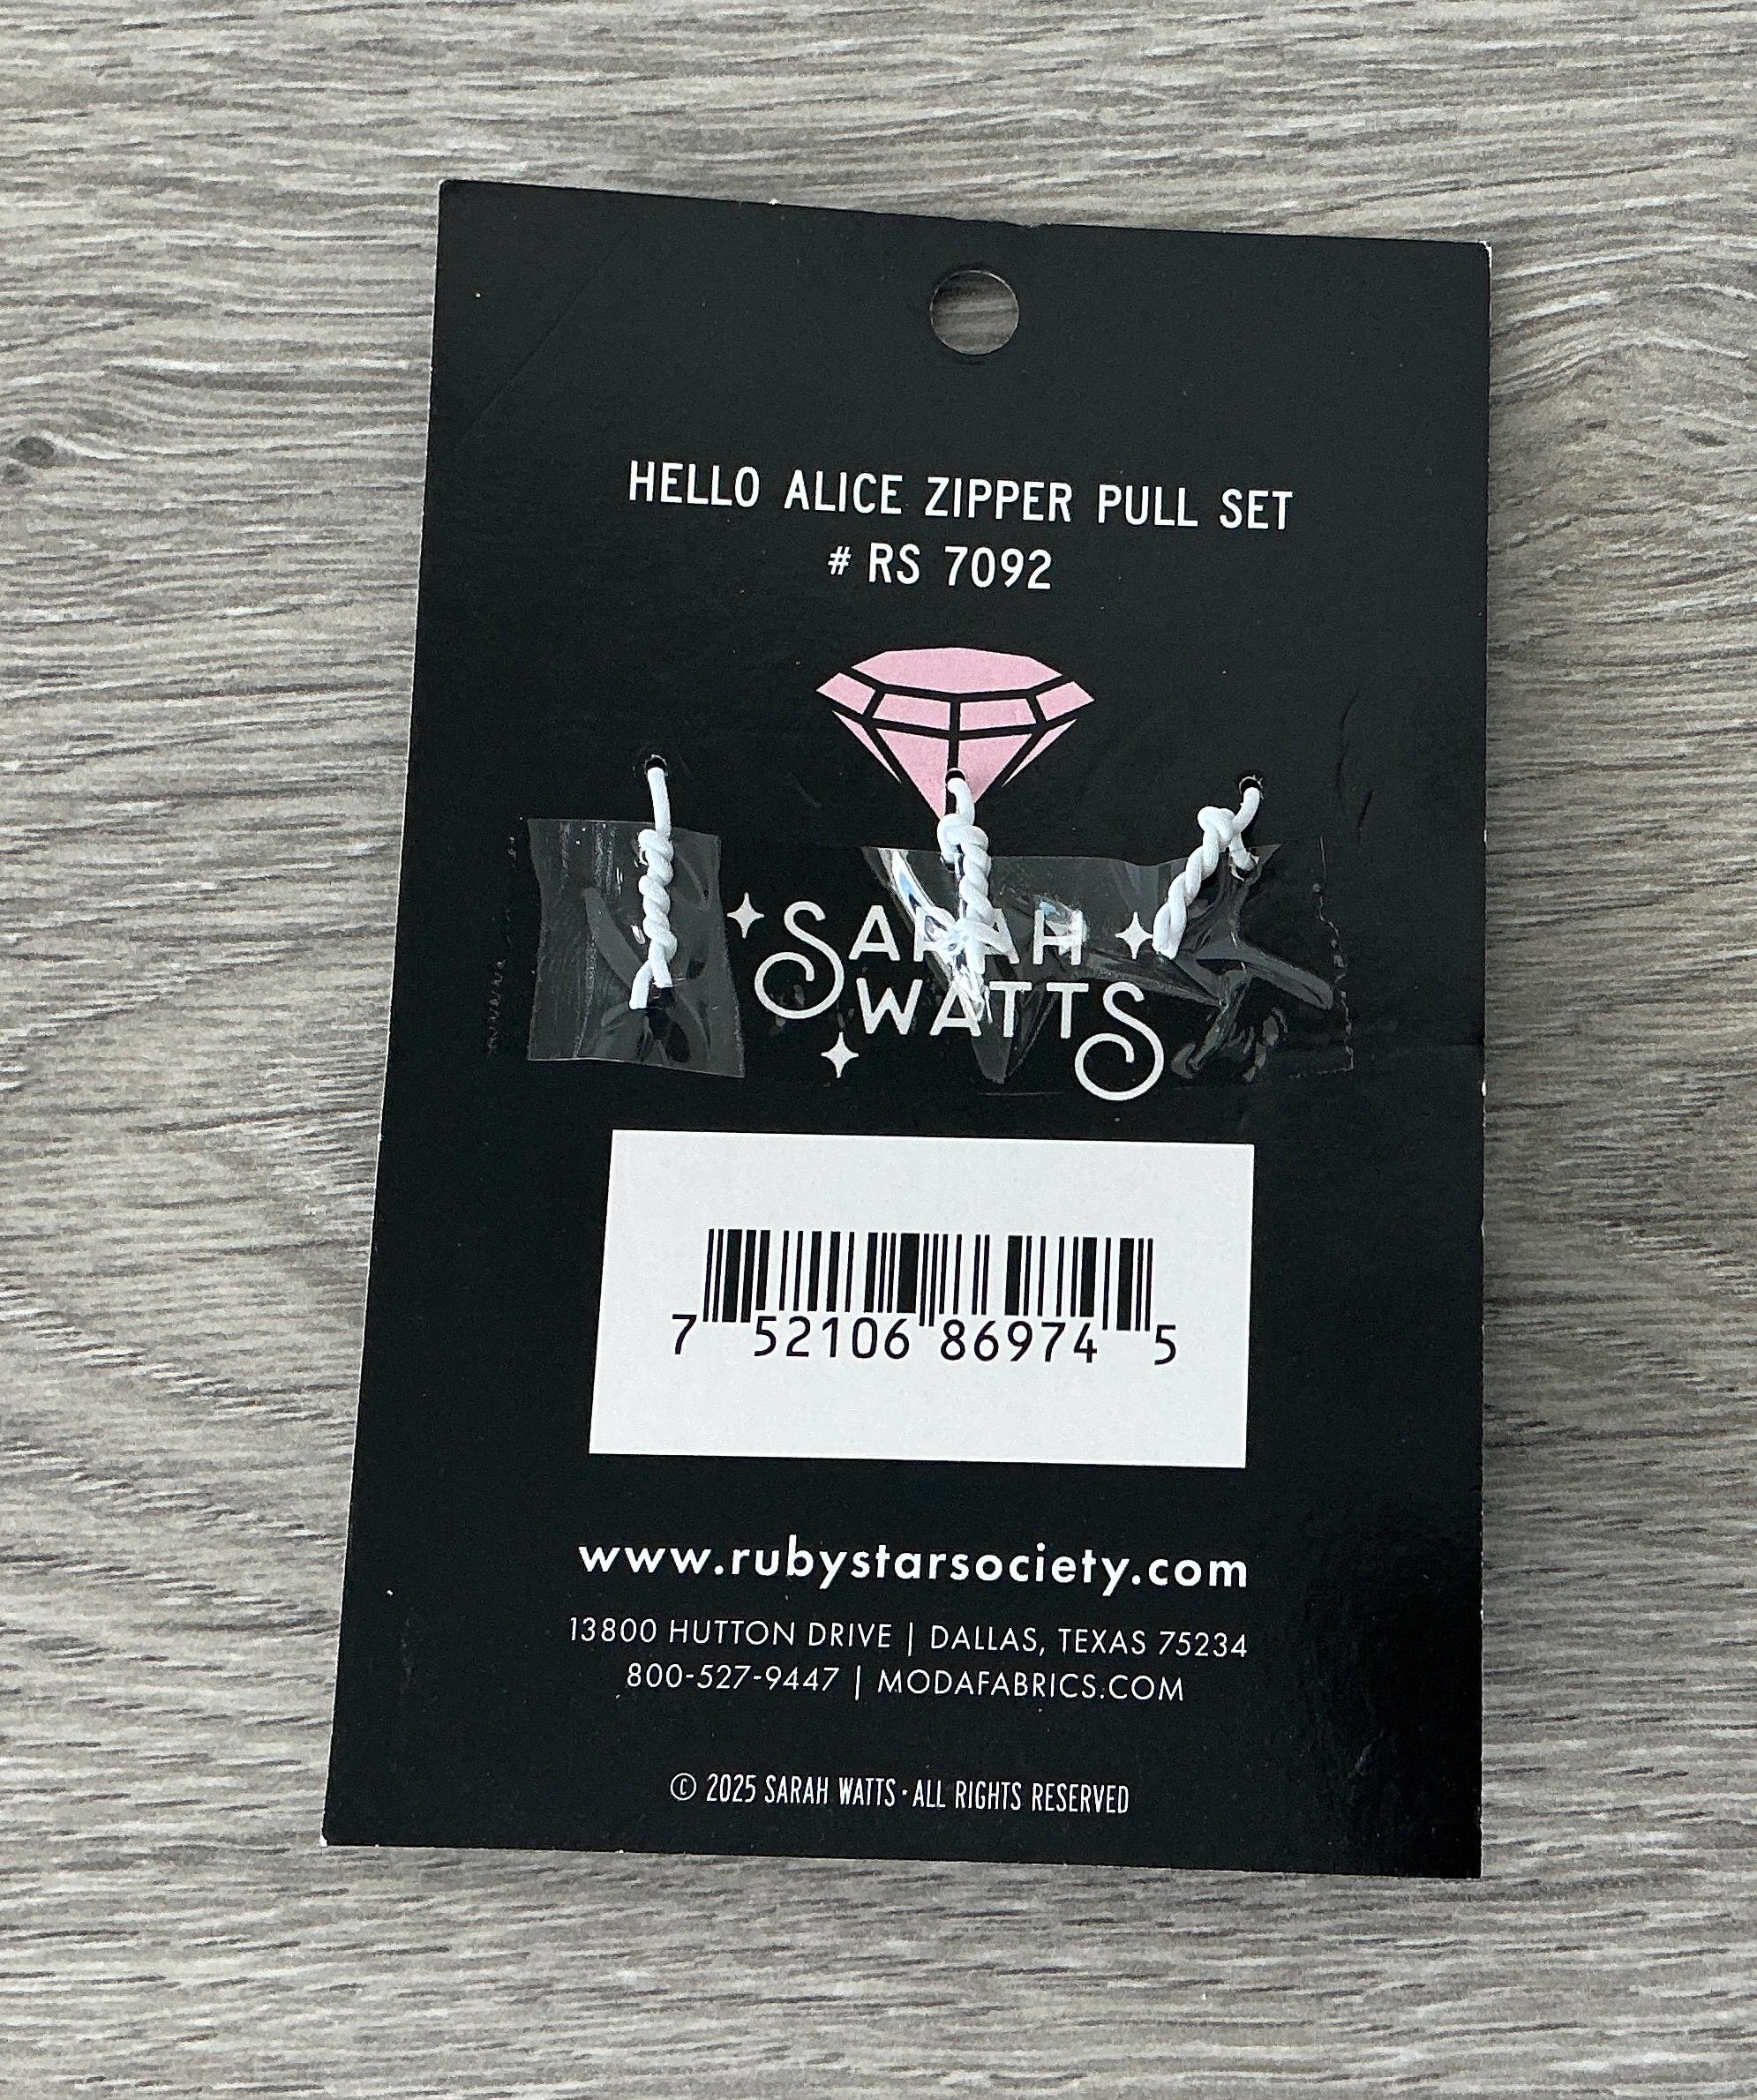 HELLO ALICE ZIPPER PULL SET
# RS 7092
SARAH
WATTS
7 52106 86974 5
www.rubystarsociety.com
13800 HUTTON DRIVE | DALLAS, TEXAS 75234
800-527-9447 | MODAFABRICS.COM
© 2025 SARAH WATTS · ALL RIGHTS RESERVED